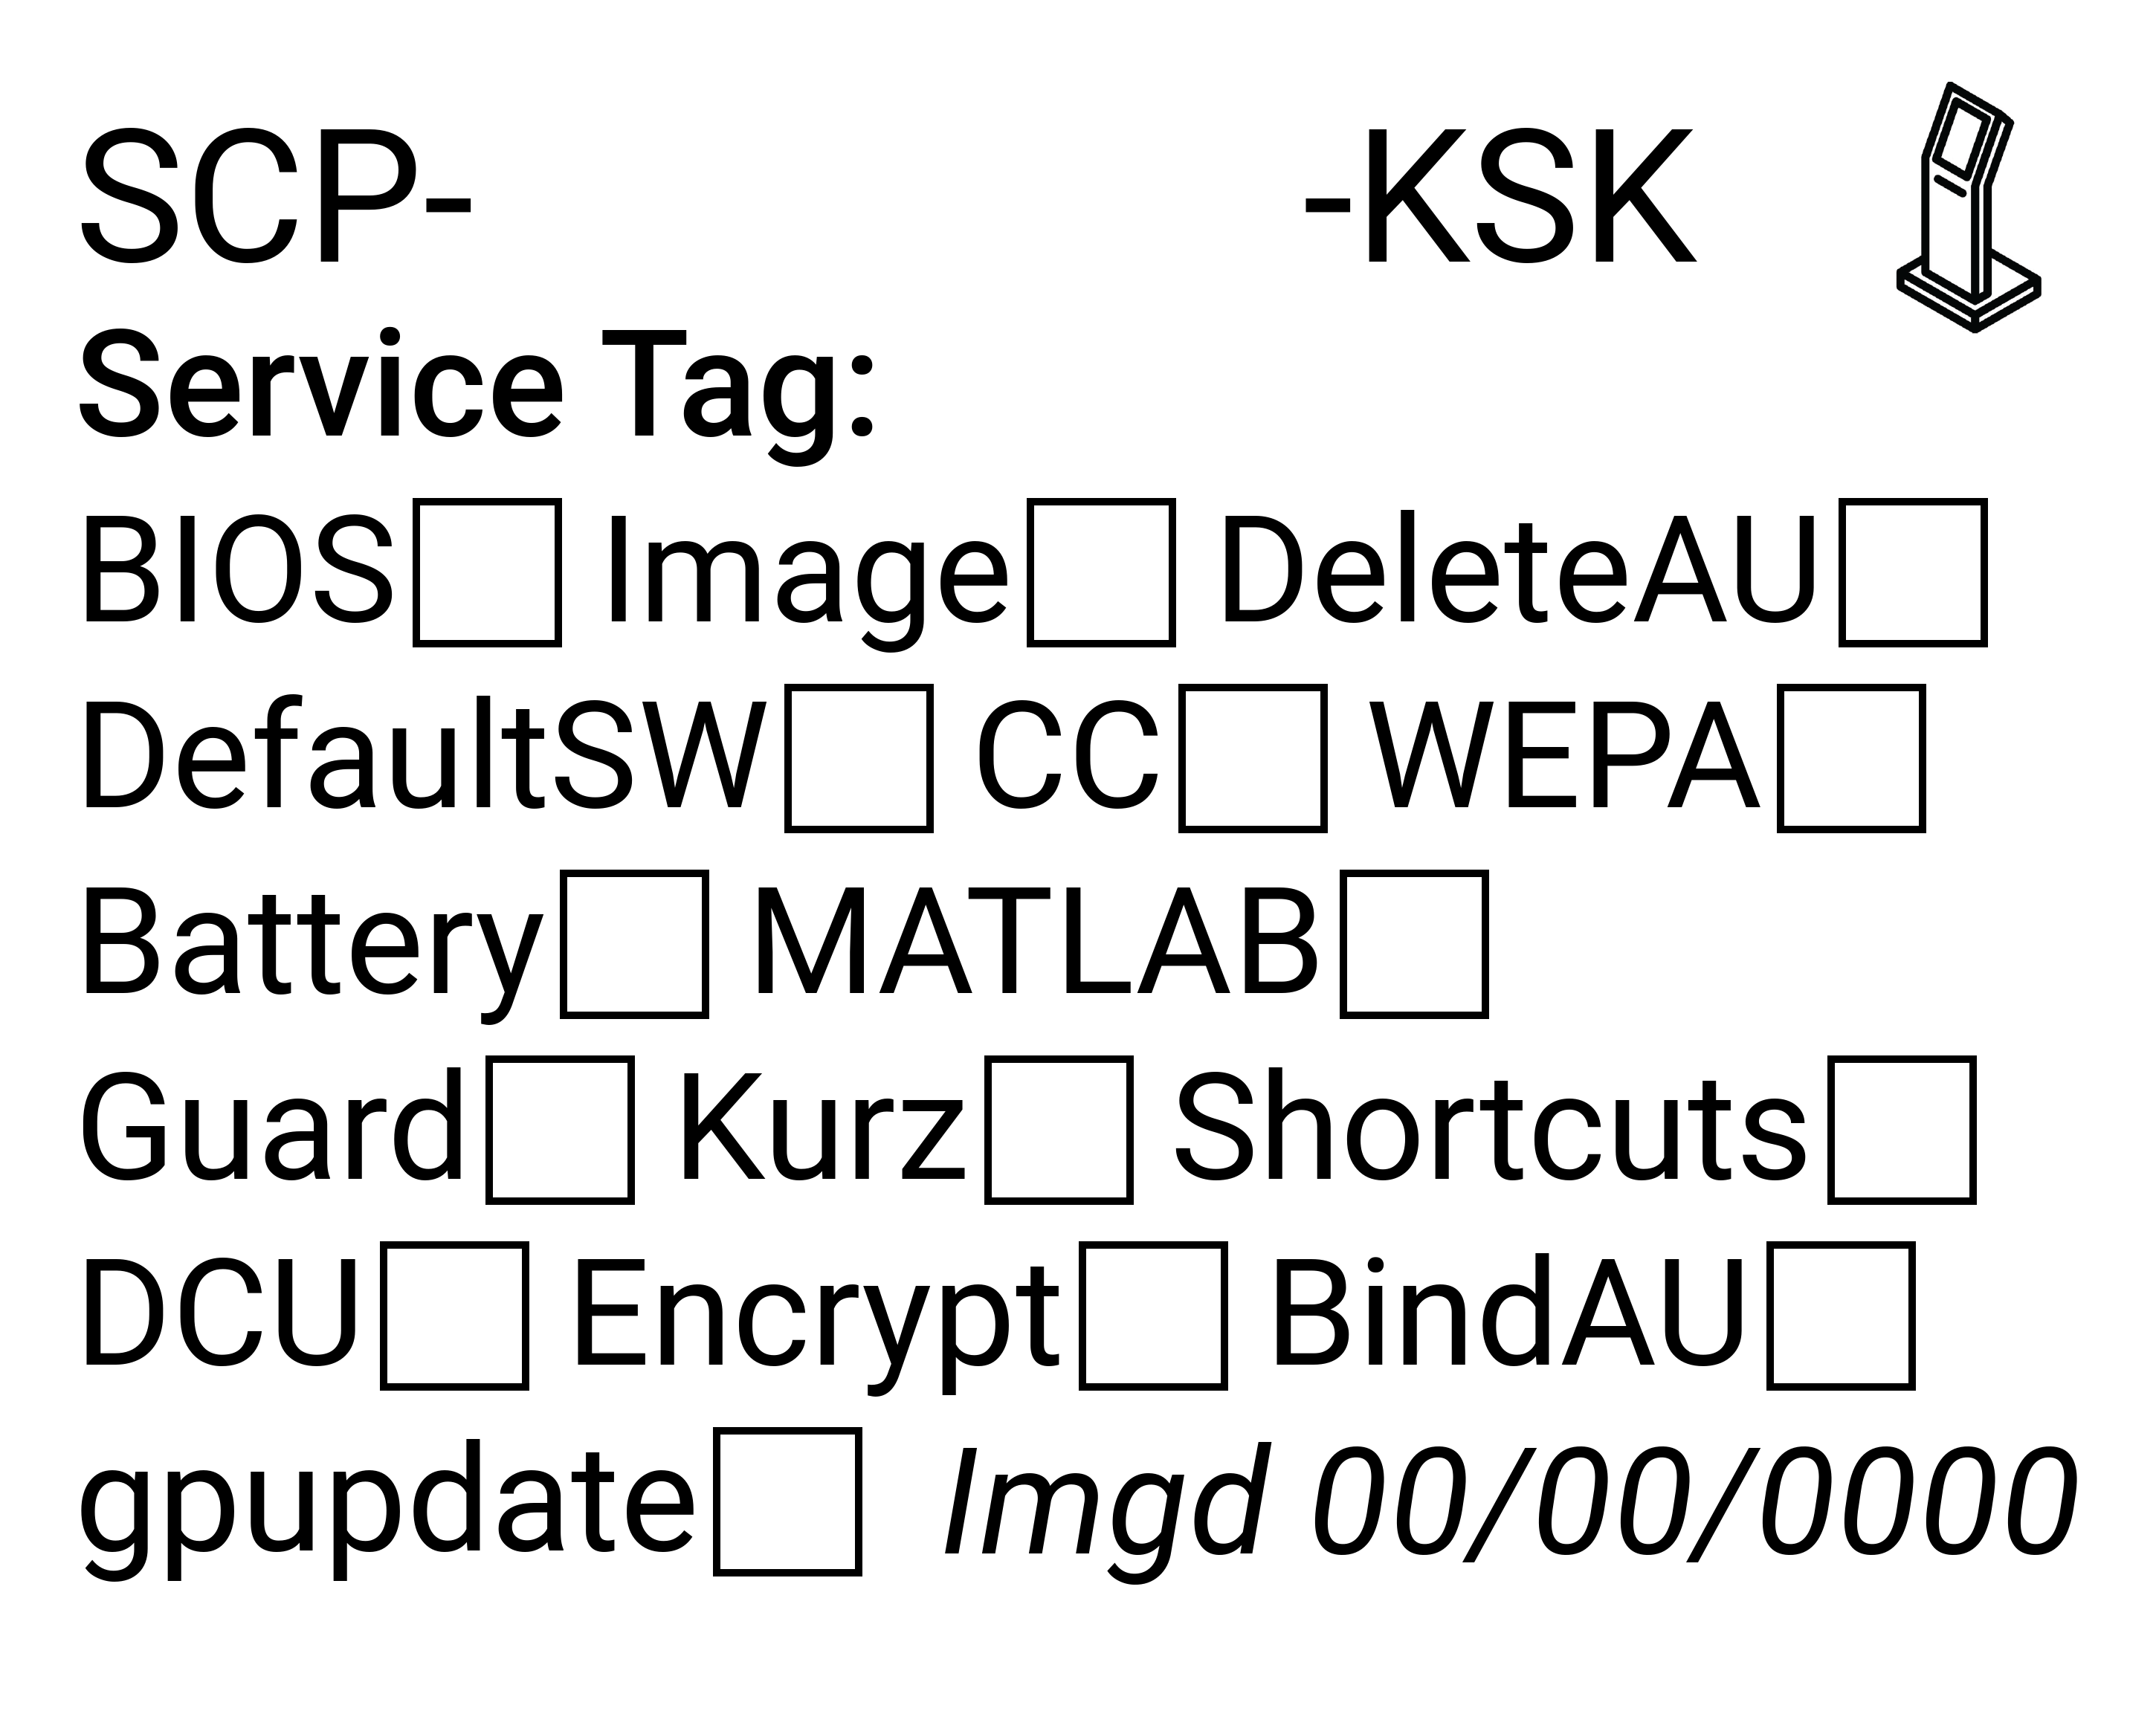 SCP- -KSK
Service Tag:
BIOS□ Image□ DeleteAU□
DefaultSW□ CC□ WEPA□
Battery□ MATLAB□
Guard□ Kurz□ Shortcuts□
DCU□ Encrypt□ BindAU□
gpupdate□ Imgd 00/00/0000